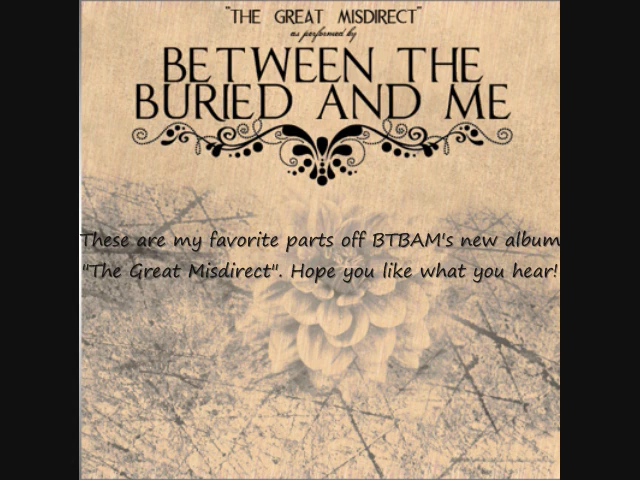 "THE GREAT MISDIRECT"
as performed by
BETWEEN THE
BURIED AND ME
These are my favorite parts off BTBAM's new album
"The Great Misdirect". Hope you like what you hear!